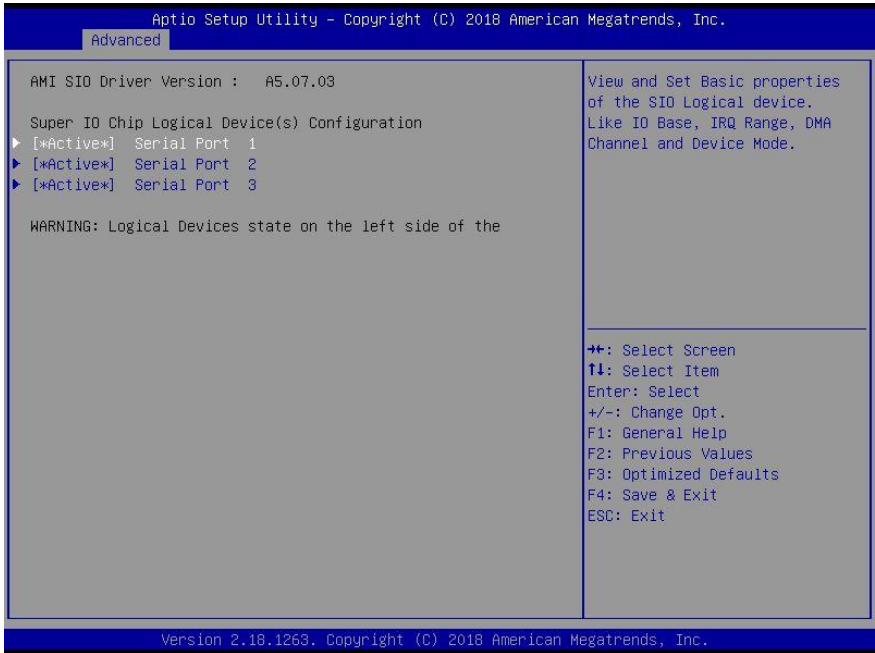 Aptio Setup Utility – Copyright (C) 2018 American Megatrends, Inc.
Advanced
AMI SIO Driver Version : A5.07.03
Super IO Chip Logical Device(s) Configuration
[*Active*] Serial Port 1
[*Active*] Serial Port 2
[*Active*] Serial Port 3
WARNING: Logical Devices state on the left side of the
View and Set Basic properties
of the SIO Logical device.
Like IO Base, IRQ Range, DMA
Channel and Device Mode.
→←: Select Screen
↑↓: Select Item
Enter: Select
+/-: Change Opt.
F1: General Help
F2: Previous Values
F3: Optimized Defaults
F4: Save & Exit
ESC: Exit
Version 2.18.1263. Copyright (C) 2018 American Megatrends, Inc.